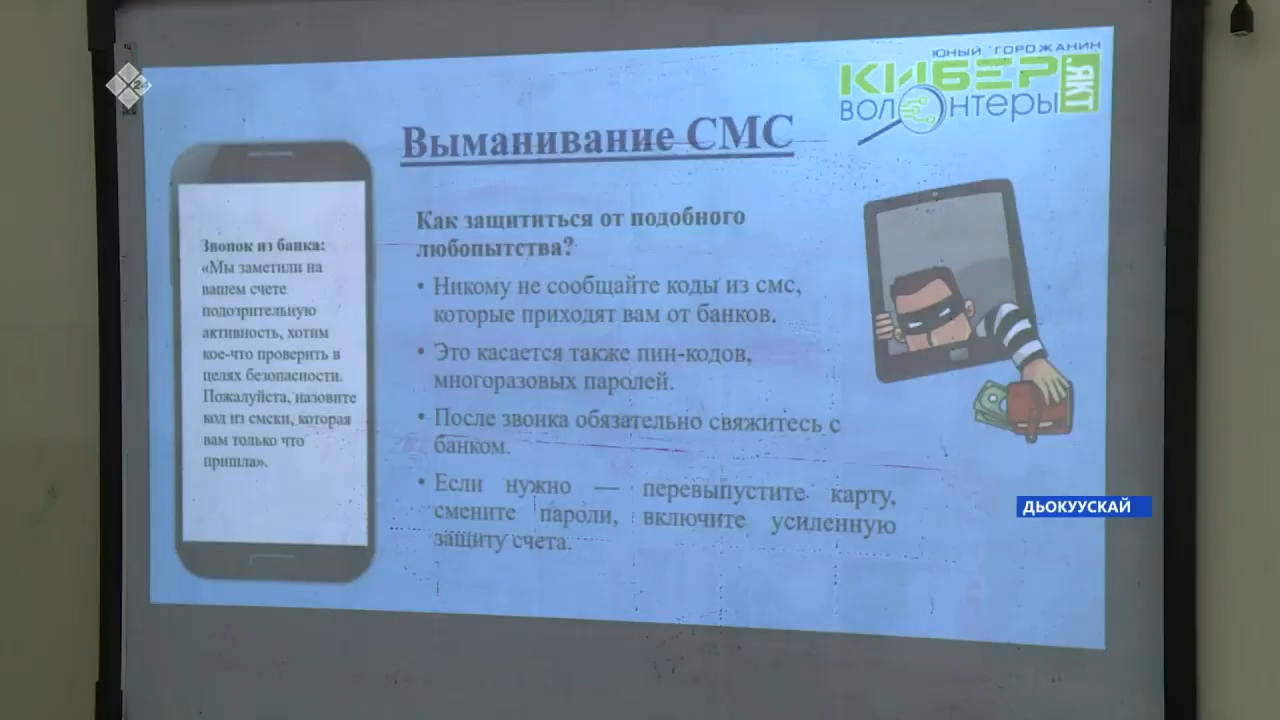 ЮНЫЙ ГОРОЖАНИН
КИБЕР
ВОЛОНТЕРЫ
.ЯКТ
Выманивание СМС
Звонок из банка:
«Мы заметили на
вашем счете
подозрительную
активность, хотим
кое-что проверить в
целях безопасности.
Пожалуйста, назовите
код из смски, которая
вам только что
пришла».
Как защититься от подобного
любопытства?
• Никому не сообщайте коды из смс,
которые приходят вам от банков.
• Это касается также пин-кодов,
многоразовых паролей.
• После звонка обязательно свяжитесь с
банком.
• Если нужно — перевыпустите карту,
смените пароли, включите усиленную
защиту счета.
ДЬОКУУСКАЙ